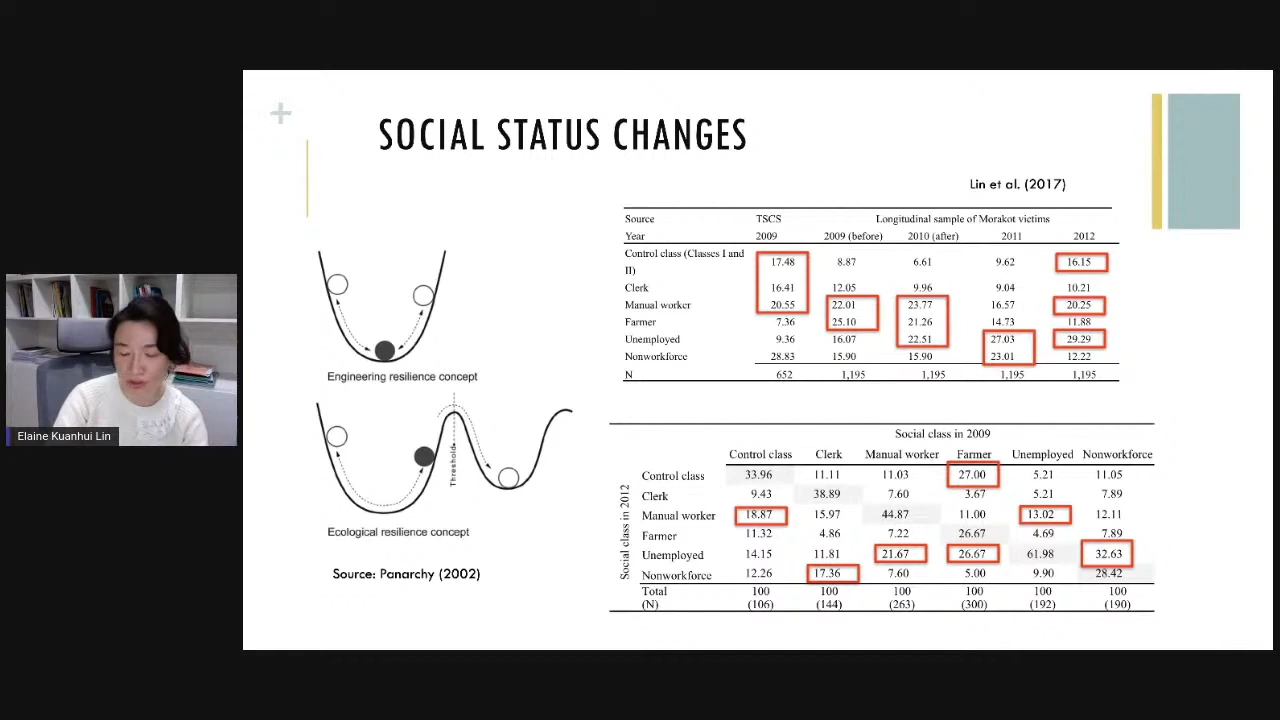 SOCIAL STATUS CHANGES
Lin et al. (2017)
Source TSCS Longitudinal sample of Morakot victims
Year 2009 2009 (before) 2010 (after) 2011 2012
Control class (Classes I and II) 17.48 8.87 6.61 9.62 16.15
Clerk 16.41 12.05 9.96 9.04 10.21
Manual worker 20.55 22.01 23.77 16.57 20.25
Farmer 7.36 25.10 21.26 14.73 11.88
Unemployed 9.36 16.07 22.51 27.03 29.29
Nonworkforce 28.83 15.90 15.90 23.01 12.22
N 652 1,195 1,195 1,195 1,195
Engineering resilience concept
Threshold
Ecological resilience concept
Source: Panarchy (2002)
Social class in 2009
Control class Clerk Manual worker Farmer Unemployed Nonworkforce
Social class in 2012
Control class 33.96 11.11 11.03 27.00 5.21 11.05
Clerk 9.43 38.89 7.60 3.67 5.21 7.89
Manual worker 18.87 15.97 44.87 11.00 13.02 12.11
Farmer 11.32 4.86 7.22 26.67 4.69 7.89
Unemployed 14.15 11.81 21.67 26.67 61.98 32.63
Nonworkforce 12.26 17.36 7.60 5.00 9.90 28.42
Total 100 100 100 100 100 100
(N) (106) (144) (263) (300) (192) (190)
Elaine Kuanhui Lin